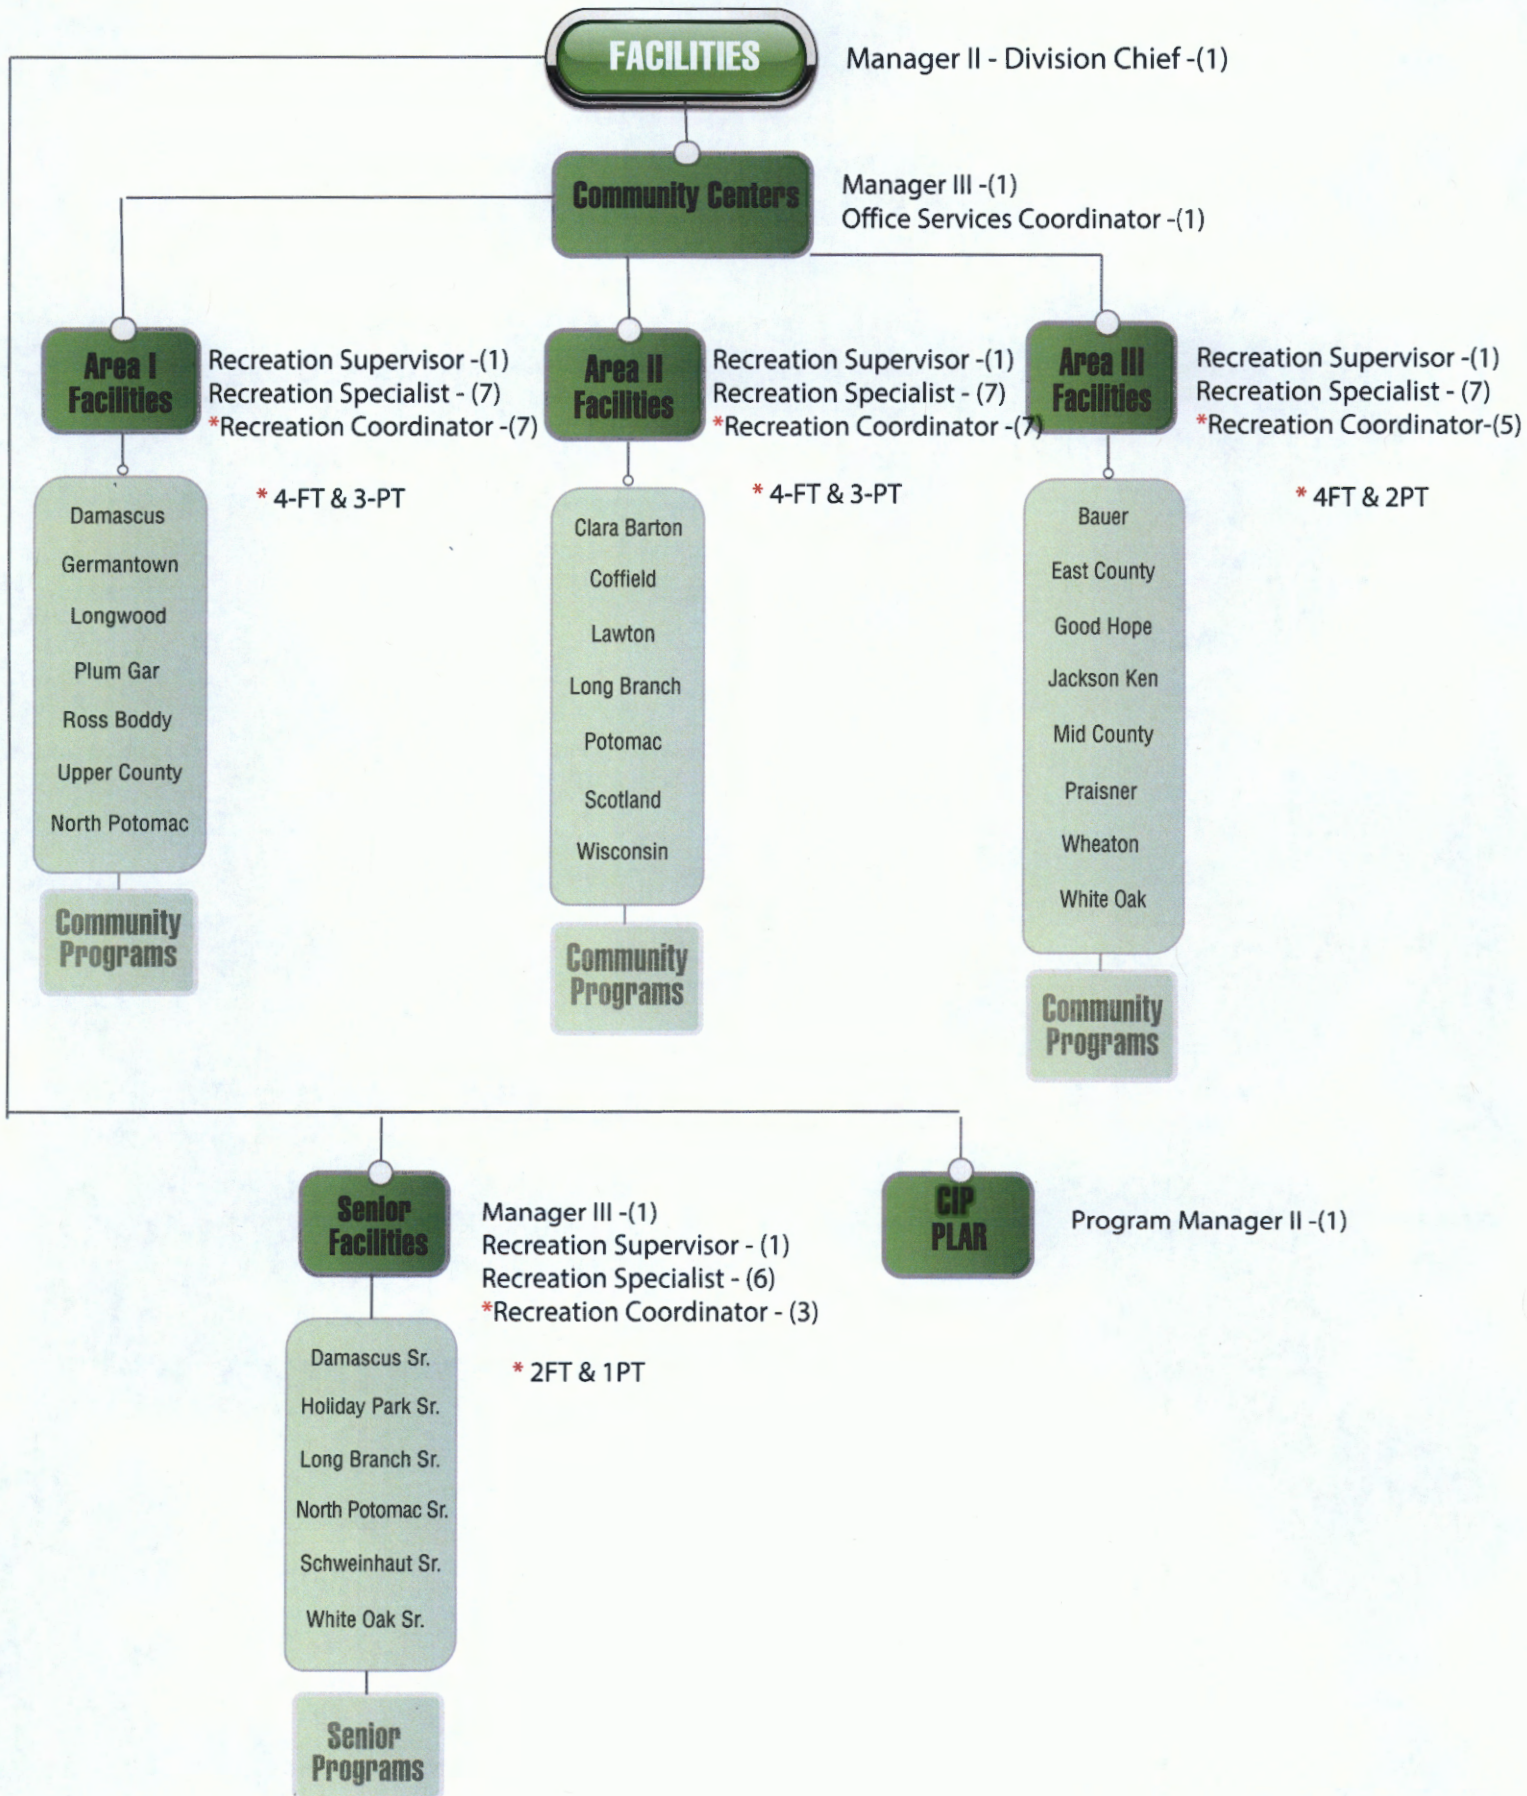 FACILITIES
Manager II - Division Chief -(1)
Community Centers
Manager III -(1)
Office Services Coordinator -(1)
Area I
Facilities
Recreation Supervisor -(1)
Recreation Specialist - (7)
*Recreation Coordinator -(7)
* 4-FT & 3-PT
Damascus
Germantown
Longwood
Plum Gar
Ross Boddy
Upper County
North Potomac
Community
Programs
Area II
Facilities
Recreation Supervisor -(1)
Recreation Specialist - (7)
*Recreation Coordinator -(7)
* 4-FT & 3-PT
Clara Barton
Coffield
Lawton
Long Branch
Potomac
Scotland
Wisconsin
Community
Programs
Area III
Facilities
Recreation Supervisor -(1)
Recreation Specialist - (7)
*Recreation Coordinator-(5)
* 4FT & 2PT
Bauer
East County
Good Hope
Jackson Ken
Mid County
Praisner
Wheaton
White Oak
Community
Programs
Senior
Facilities
Manager III -(1)
Recreation Supervisor - (1)
Recreation Specialist - (6)
*Recreation Coordinator - (3)
* 2FT & 1PT
Damascus Sr.
Holiday Park Sr.
Long Branch Sr.
North Potomac Sr.
Schweinhaut Sr.
White Oak Sr.
Senior
Programs
CIP
PLAR
Program Manager II -(1)